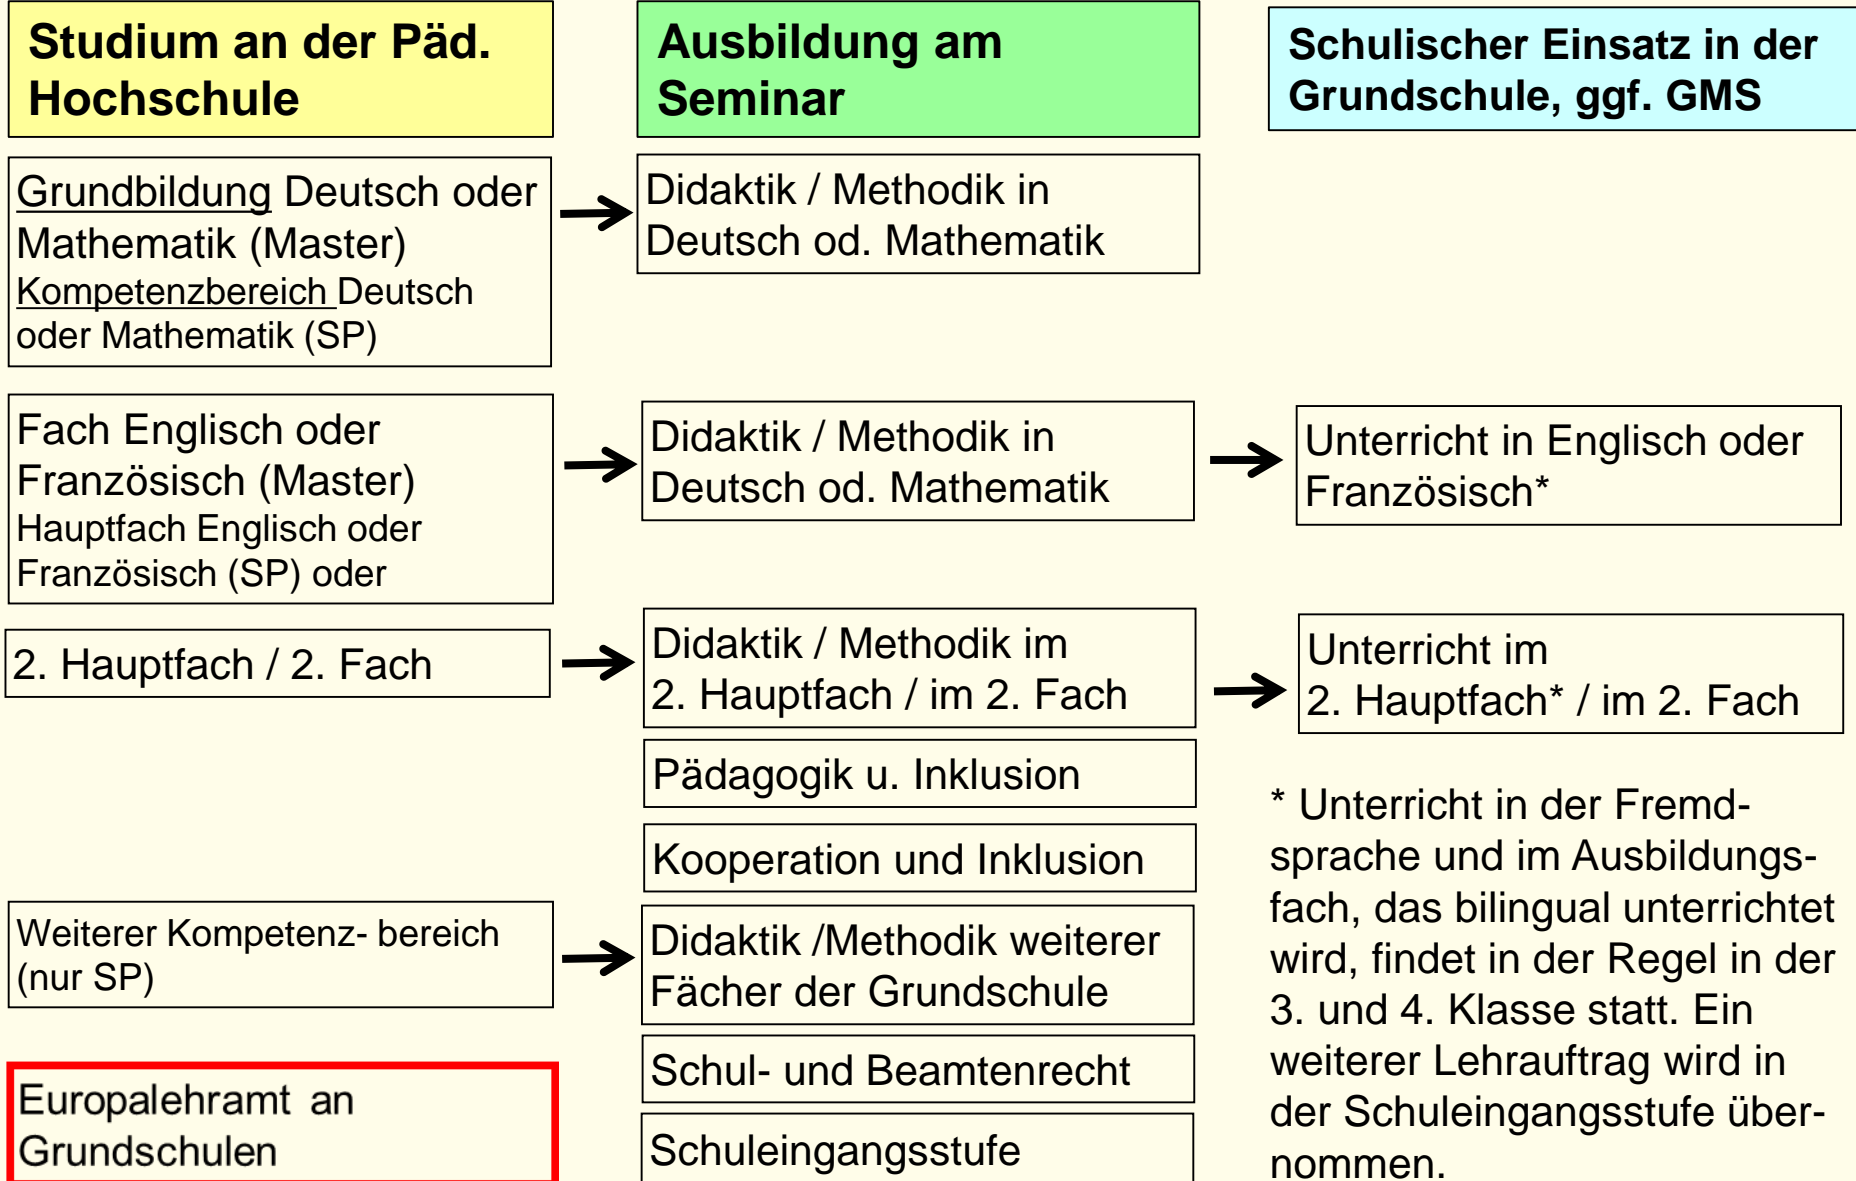 Studium an der Päd.
Hochschule
Ausbildung am
Seminar
Schulischer Einsatz in der
Grundschule, ggf. GMS
Grundbildung Deutsch oder
Mathematik (Master)
Kompetenzbereich Deutsch
oder Mathematik (SP)
Didaktik / Methodik in
Deutsch od. Mathematik
Fach Englisch oder
Französisch (Master)
Hauptfach Englisch oder
Französisch (SP) oder
Didaktik / Methodik in
Deutsch od. Mathematik
Unterricht in Englisch oder
Französisch*
2. Hauptfach / 2. Fach
Didaktik / Methodik im
2. Hauptfach / im 2. Fach
Unterricht im
2. Hauptfach* / im 2. Fach
Pädagogik u. Inklusion
Kooperation und Inklusion
Weiterer Kompetenz- bereich
(nur SP)
Didaktik /Methodik weiterer
Fächer der Grundschule
Schul- und Beamtenrecht
Schuleingangsstufe
Europalehramt an
Grundschulen
* Unterricht in der Fremd-
sprache und im Ausbildungs-
fach, das bilingual unterrichtet
wird, findet in der Regel in der
3. und 4. Klasse statt. Ein
weiterer Lehrauftrag wird in
der Schuleingangsstufe über-
nommen.